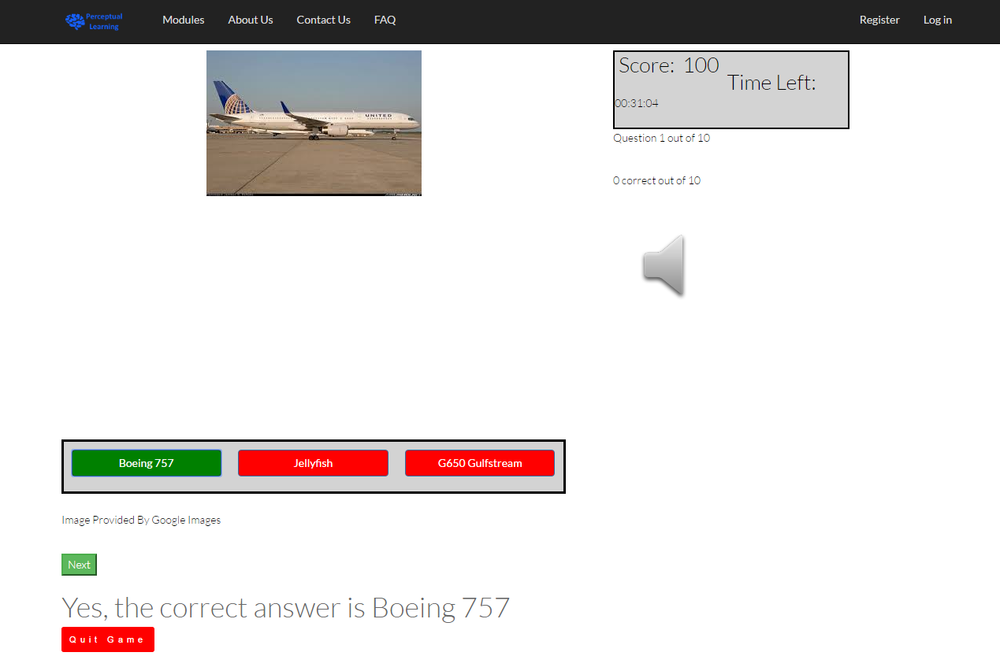 Perceptual
Learning
Modules
About Us
Contact Us
FAQ
Register
Log in
UNITED
Score: 100
Time Left:
00:31:04
Question 1 out of 10
0 correct out of 10
Boeing 757
Jellyfish
G650 Gulfstream
Image Provided By Google Images
Next
Yes, the correct answer is Boeing 757
Quit Game